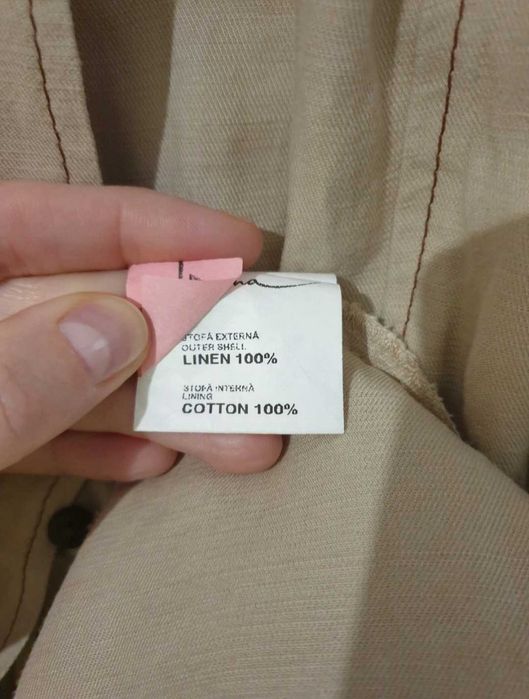 STOFĂ EXTERNĂ
OUTER SHELL
LINEN 100%
STOFĂ INTERNĂ
LINING
COTTON 100%